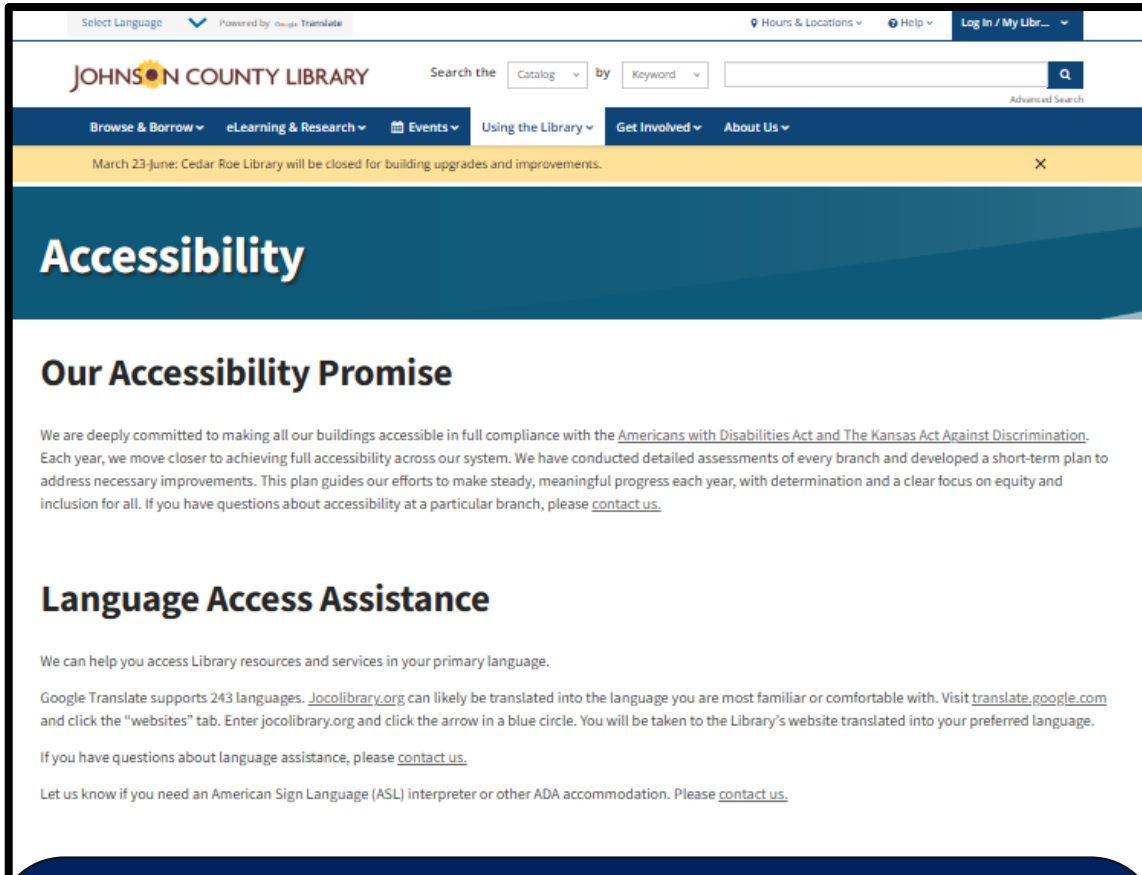 Select Language Powered by Google Translate Hours & Locations Help Log In / My Libr...
JOHNSON COUNTY LIBRARY Search the Catalog by Keyword
Advanced Search
Browse & Borrow eLearning & Research Events Using the Library Get Involved About Us
March 23-June: Cedar Roe Library will be closed for building upgrades and improvements. ×
Accessibility
Our Accessibility Promise
We are deeply committed to making all our buildings accessible in full compliance with the Americans with Disabilities Act and The Kansas Act Against Discrimination.
Each year, we move closer to achieving full accessibility across our system. We have conducted detailed assessments of every branch and developed a short-term plan to
address necessary improvements. This plan guides our efforts to make steady, meaningful progress each year, with determination and a clear focus on equity and
inclusion for all. If you have questions about accessibility at a particular branch, please contact us.
Language Access Assistance
We can help you access Library resources and services in your primary language.
Google Translate supports 243 languages. Jocolibrary.org can likely be translated into the language you are most familiar or comfortable with. Visit translate.google.com
and click the “websites” tab. Enter jocolibrary.org and click the arrow in a blue circle. You will be taken to the Library’s website translated into your preferred language.
If you have questions about language assistance, please contact us.
Let us know if you need an American Sign Language (ASL) interpreter or other ADA accommodation. Please contact us.